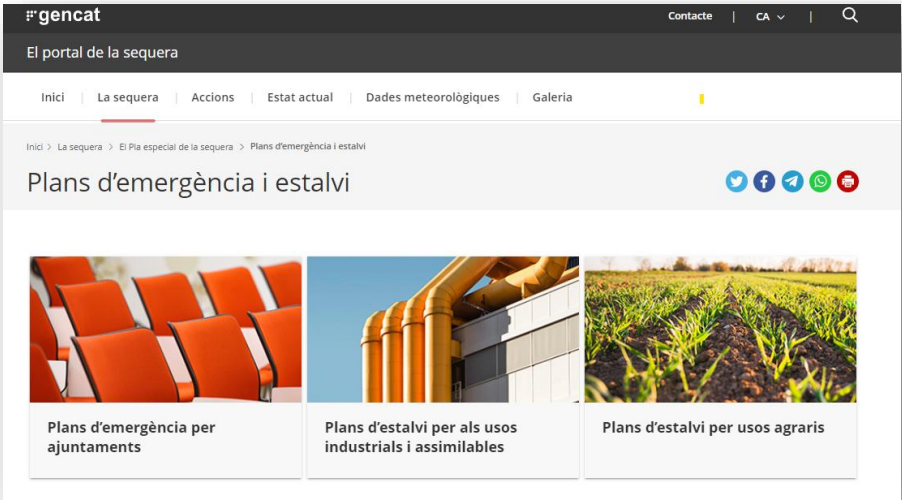 gencat
Contacte | CA |
El portal de la sequera
Inici | La sequera | Accions | Estat actual | Dades meteorològiques | Galeria
Inici > La sequera > El Pla especial de la sequera > Plans d'emergència i estalvi
Plans d'emergència i estalvi
Plans d'emergència per
ajuntaments
Plans d'estalvi per als usos
industrials i assimilables
Plans d'estalvi per usos agraris